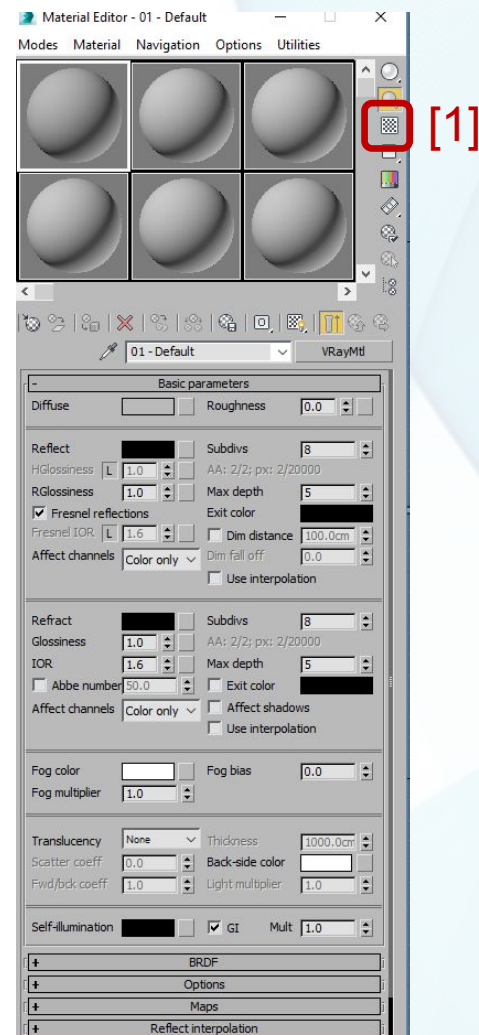 Material Editor - 01 - Default
Modes Material Navigation Options Utilities
[1]
01 - Default VRayMtl
- Basic parameters
Diffuse Roughness 0.0
Reflect Subdivs 8
HGlossiness L 1.0 AA: 2/2; px: 2/20000
RGlossiness 1.0 Max depth 5
Fresnel reflections Exit color
Fresnel IOR L 1.6 Dim distance 100.0cm
Affect channels Color only Dim fall off 0.0
Use interpolation
Refract Subdivs 8
Glossiness 1.0 AA: 2/2; px: 2/20000
IOR 1.6 Max depth 5
Abbe number 50.0 Exit color
Affect channels Color only Affect shadows
Use interpolation
Fog color Fog bias 0.0
Fog multiplier 1.0
Translucency None Thickness 1000.0cm
Scatter coeff 0.0 Back-side color
Fwd/bck coeff 1.0 Light multiplier 1.0
Self-illumination GI Mult 1.0
+ BRDF
+ Options
+ Maps
+ Reflect interpolation